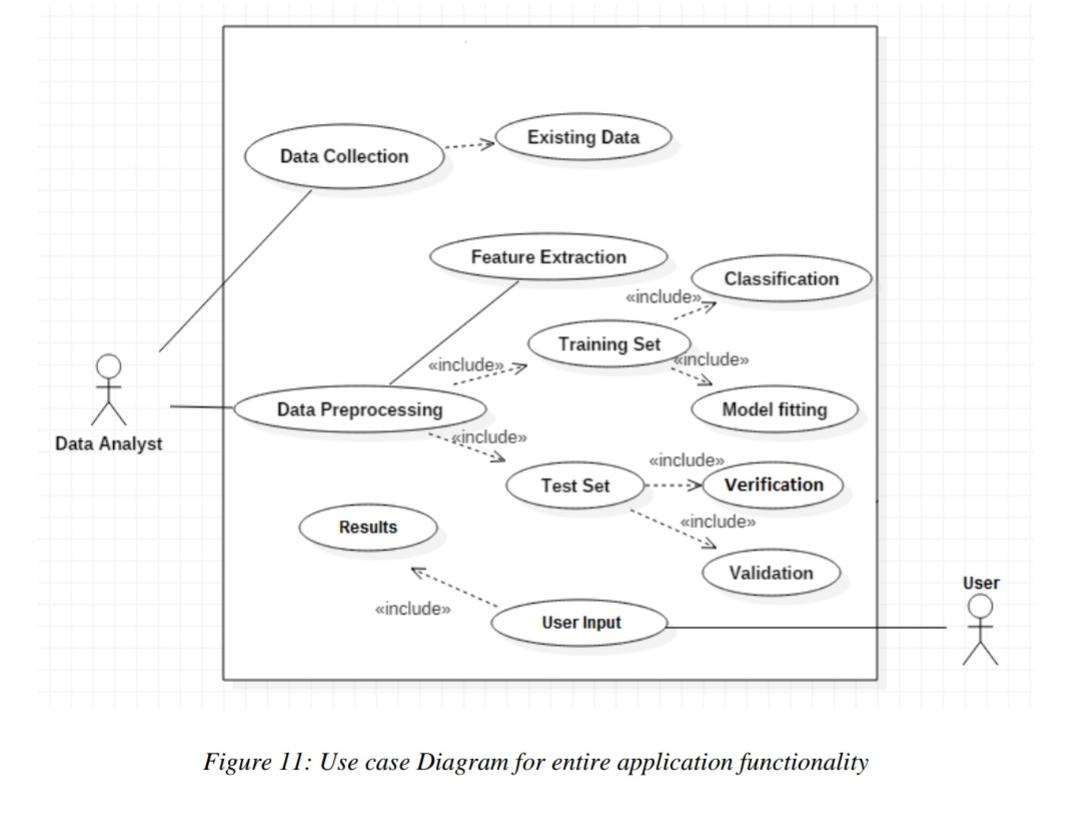 Existing Data
Data Collection
Feature Extraction
Classification
«include»
Training Set
«include»
«include»
Data Preprocessing
Model fitting
Data Analyst
«include»
«include»
Test Set
Verification
«include»
Results
Validation
User
«include»
User Input
Figure 11: Use case Diagram for entire application functionality